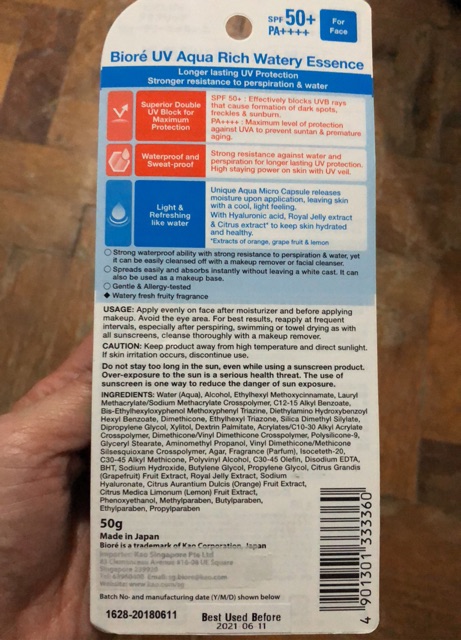 SPF 50+
PA++++
For
Face
Bioré UV Aqua Rich Watery Essence
Longer lasting UV Protection
Stronger resistance to perspiration & water
Superior Double
UV Block for
Maximum
Protection
SPF 50+ : Effectively blocks UVB rays
that cause formation of dark spots,
freckles & sunburn.
PA++++ : Maximum level of protection
against UVA to prevent suntan & premature
aging.
Waterproof and
Sweat-proof
Strong resistance against water and
perspiration for longer lasting UV protection.
High staying power on skin with UV veil.
Light &
Refreshing
like water
Unique Aqua Micro Capsule releases
moisture upon application, leaving skin
with a cool, light feeling.
With Hyaluronic acid, Royal Jelly extract
& Citrus extract* to keep skin hydrated
and healthy.
*Extracts of orange, grape fruit & lemon
○ Strong waterproof ability with strong resistance to perspiration & water, yet
it can be easily cleansed off with a makeup remover or facial cleanser.
○ Spreads easily and absorbs instantly without leaving a white cast. It can
also be used as a makeup base.
○ Gentle & Allergy-tested
◆ Watery fresh fruity fragrance
USAGE: Apply evenly on face after moisturizer and before applying
makeup. Avoid the eye area. For best results, reapply at frequent
intervals, especially after perspiring, swimming or towel drying as with
all sunscreens, cleanse thoroughly with a makeup remover.
CAUTION: Keep product away from high temperature and direct sunlight.
If skin irritation occurs, discontinue use.
Do not stay too long in the sun, even while using a sunscreen product.
Over-exposure to the sun is a serious health threat. The use of
sunscreen is one way to reduce the danger of sun exposure.
INGREDIENTS: Water (Aqua), Alcohol, Ethylhexyl Methoxycinnamate, Lauryl
Methacrylate/Sodium Methacrylate Crosspolymer, C12-15 Alkyl Benzoate,
Bis-Ethylhexyloxyphenol Methoxyphenyl Triazine, Diethylamino Hydroxybenzoyl
Hexyl Benzoate, Dimethicone, Ethylhexyl Triazone, Silica Dimethyl Silylate,
Dipropylene Glycol, Xylitol, Dextrin Palmitate, Acrylates/C10-30 Alkyl Acrylate
Crosspolymer, Dimethicone/Vinyl Dimethicone Crosspolymer, Polysilicone-9,
Glyceryl Stearate, Aminomethyl Propanol, Vinyl Dimethicone/Methicone
Silsesquioxane Crosspolymer, Agar, Fragrance (Parfum), Isoceteth-20,
C30-45 Alkyl Methicone, Polyvinyl Alcohol, C30-45 Olefin, Disodium EDTA,
BHT, Sodium Hydroxide, Butylene Glycol, Propylene Glycol, Citrus Grandis
(Grapefruit) Fruit Extract, Royal Jelly Extract, Sodium
Hyaluronate, Citrus Aurantium Dulcis (Orange) Fruit Extract,
Citrus Medica Limonum (Lemon) Fruit Extract,
Phenoxyethanol, Methylparaben, Butylparaben,
Ethylparaben, Propylparaben
50g
Made in Japan
Bioré is a trademark of Kao Corporation, Japan
Importer: Kao Singapore Pte Ltd
Singapore
Batch No- and manufacturing date (Y/M/D) shown below
1628-20180611
Best Used Before
2021 06 11
4 901301 333360